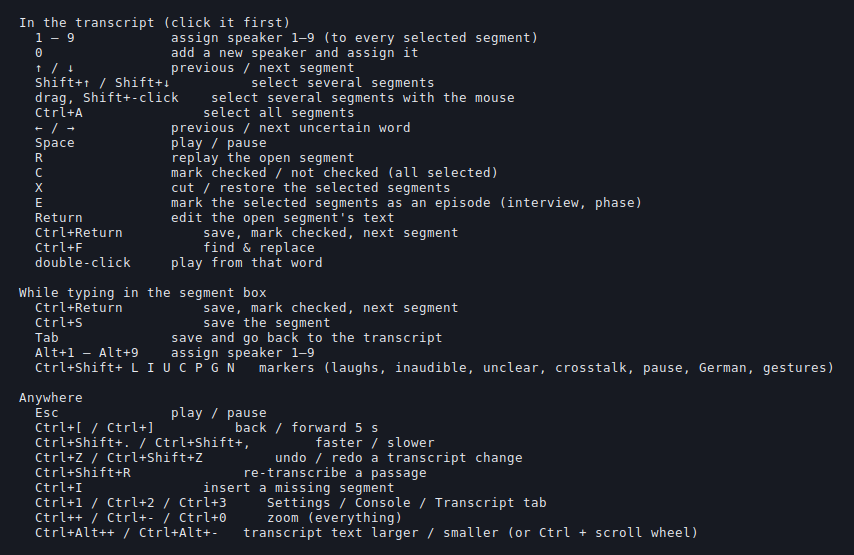 In the transcript (click it first)
  1 – 9            assign speaker 1–9 (to every selected segment)
  0                add a new speaker and assign it
  ↑ / ↓            previous / next segment
  Shift+↑ / Shift+↓          select several segments
  drag, Shift+-click    select several segments with the mouse
  Ctrl+A               select all segments
  ← / →            previous / next uncertain word
  Space            play / pause
  R                replay the open segment
  C                mark checked / not checked (all selected)
  X                cut / restore the selected segments
  E                mark the selected segments as an episode (interview, phase)
  Return           edit the open segment's text
  Ctrl+Return          save, mark checked, next segment
  Ctrl+F               find & replace
  double-click     play from that word

While typing in the segment box
  Ctrl+Return          save, mark checked, next segment
  Ctrl+S               save the segment
  Tab              save and go back to the transcript
  Alt+1 – Alt+9    assign speaker 1–9
  Ctrl+Shift+ L I U C P G N   markers (laughs, inaudible, unclear, crosstalk, pause, German, gestures)

Anywhere
  Esc              play / pause
  Ctrl+[ / Ctrl+]          back / forward 5 s
  Ctrl+Shift+. / Ctrl+Shift+,        faster / slower
  Ctrl+Z / Ctrl+Shift+Z         undo / redo a transcript change
  Ctrl+Shift+R              re-transcribe a passage
  Ctrl+I               insert a missing segment
  Ctrl+1 / Ctrl+2 / Ctrl+3     Settings / Console / Transcript tab
  Ctrl++ / Ctrl+- / Ctrl+0     zoom (everything)
  Ctrl+Alt++ / Ctrl+Alt+-   transcript text larger / smaller (or Ctrl + scroll wheel)